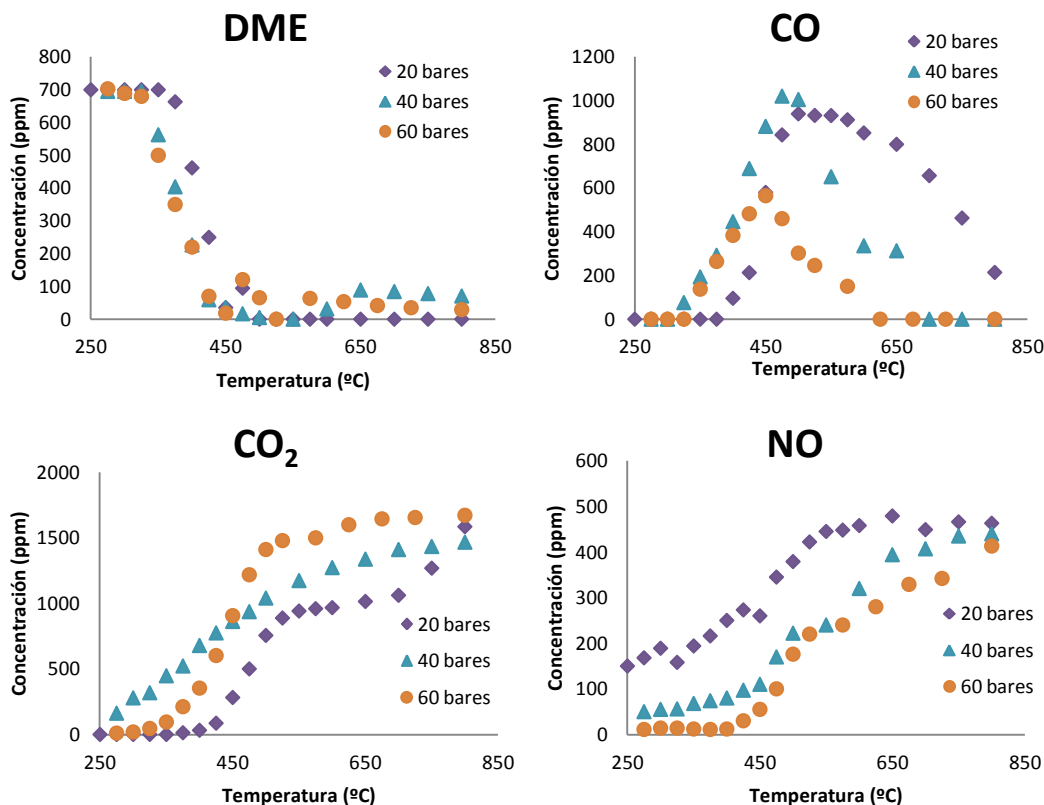 DME
800
700
600
500
400
300
200
100
0
250
450
650
850
Concentración (ppm)
Temperatura (ºC)
20 bares
40 bares
60 bares
CO
1200
1000
800
600
400
200
0
250
450
650
850
Concentración (ppm)
Temperatura (ºC)
20 bares
40 bares
60 bares
CO₂
2000
1500
1000
500
0
250
450
650
850
Concentración (ppm)
Temperatura (ºC)
20 bares
40 bares
60 bares
NO
600
500
400
300
200
100
0
250
450
650
850
Concentración (ppm)
Temperatura (ºC)
20 bares
40 bares
60 bares